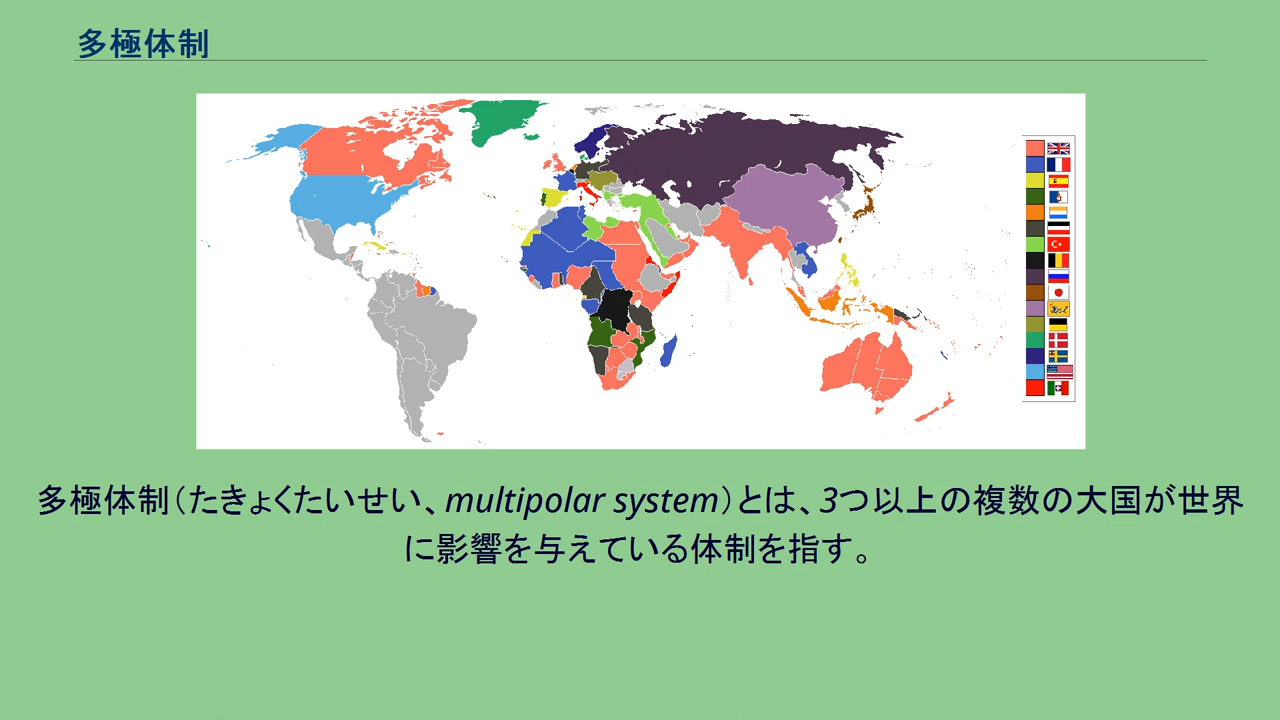 多極体制
多極体制(たきょくたいせい、multipolar system)とは、3つ以上の複数の大国が世界
に影響を与えている体制を指す。